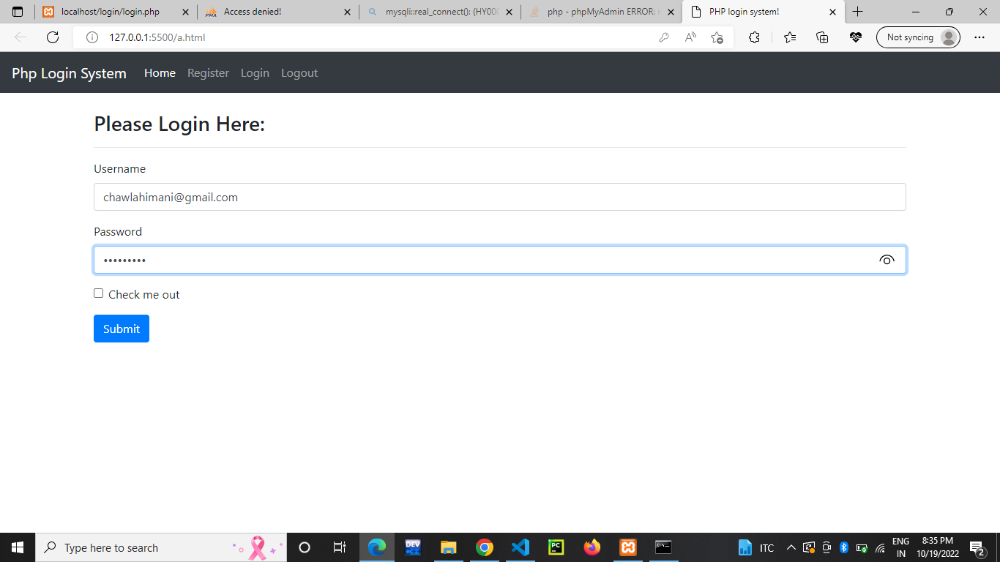 localhost/login/login.php
Access denied!
mysqli::real_connect(): (HY00
php - phpMyAdmin ERROR:
PHP login system!
127.0.0.1:5500/a.html
Not syncing
Php Login System Home Register Login Logout
Please Login Here:
Username
chawlahimani@gmail.com
Password
•••••••••
Check me out
Submit
Type here to search
DEV
PC
ITC
ENG
IN
8:35 PM
10/19/2022
2